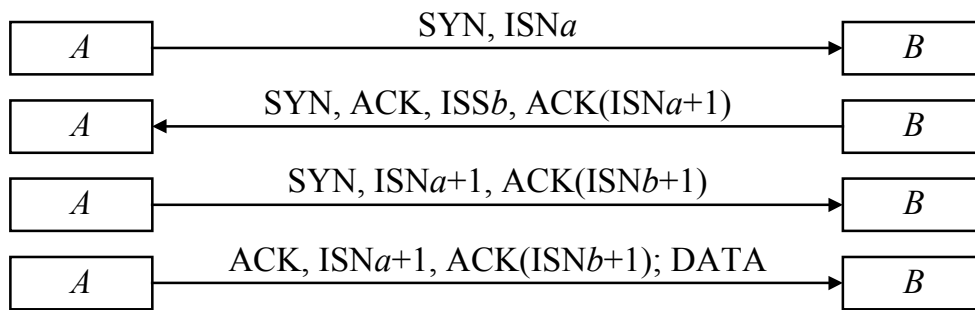 A SYN, ISNa B
A SYN, ACK, ISSb, ACK(ISNa+1) B
A SYN, ISNa+1, ACK(ISNb+1) B
A ACK, ISNa+1, ACK(ISNb+1); DATA B